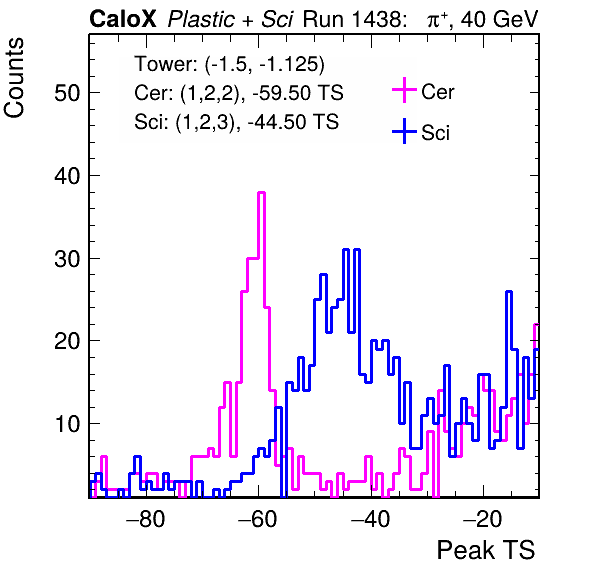 CaloX Plastic + Sci Run 1438: π⁺, 40 GeV
Tower: (-1.5, -1.125)
Cer: (1,2,2), -59.50 TS
Sci: (1,2,3), -44.50 TS
Cer
Sci
Counts
50
40
30
20
10
−80 −60 −40 −20
Peak TS